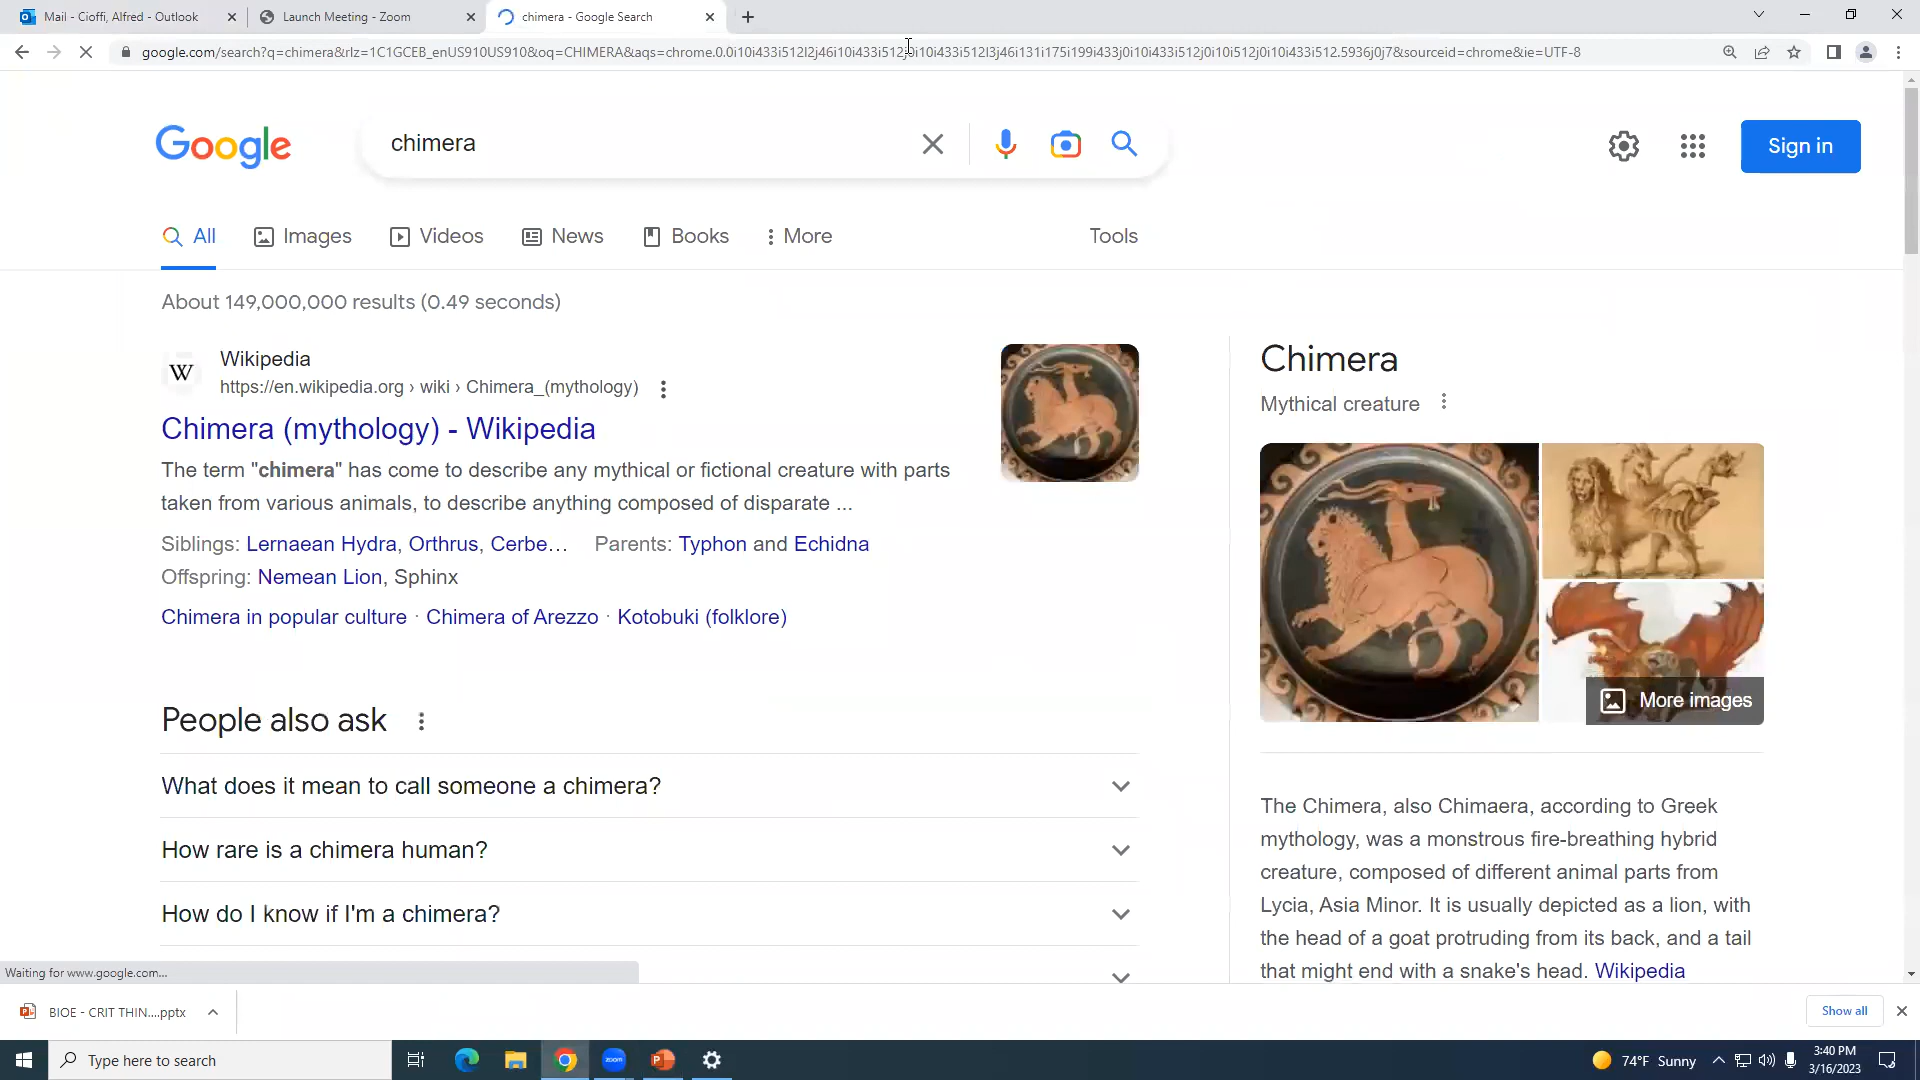 Mail - Cioffi, Alfred - Outlook
Launch Meeting - Zoom
chimera - Google Search
google.com/search?q=chimera&rlz=1C1GCEB_enUS910US910&oq=CHIMERA&aqs=chrome.0.0i10i433i512l2j46i10i433i512j0i10i433i512l3j46i131i175i199i433j0i10i433i512j0i10i512j0i10i433i512.5936j0j7&sourceid=chrome&ie=UTF-8
Google
chimera
Sign in
All
Images
Videos
News
Books
More
Tools
About 149,000,000 results (0.49 seconds)
W
Wikipedia
https://en.wikipedia.org › wiki › Chimera_(mythology)
Chimera (mythology) - Wikipedia
The term "chimera" has come to describe any mythical or fictional creature with parts
taken from various animals, to describe anything composed of disparate ...
Siblings: Lernaean Hydra, Orthrus, Cerbe… Parents: Typhon and Echidna
Offspring: Nemean Lion, Sphinx
Chimera in popular culture · Chimera of Arezzo · Kotobuki (folklore)
People also ask
What does it mean to call someone a chimera?
How rare is a chimera human?
How do I know if I'm a chimera?
Chimera
Mythical creature
More images
The Chimera, also Chimaera, according to Greek
mythology, was a monstrous fire-breathing hybrid
creature, composed of different animal parts from
Lycia, Asia Minor. It is usually depicted as a lion, with
the head of a goat protruding from its back, and a tail
that might end with a snake's head. Wikipedia
Waiting for www.google.com...
BIOE - CRIT THIN....pptx
Show all
Type here to search
zoom
74°F Sunny
3:40 PM
3/16/2023